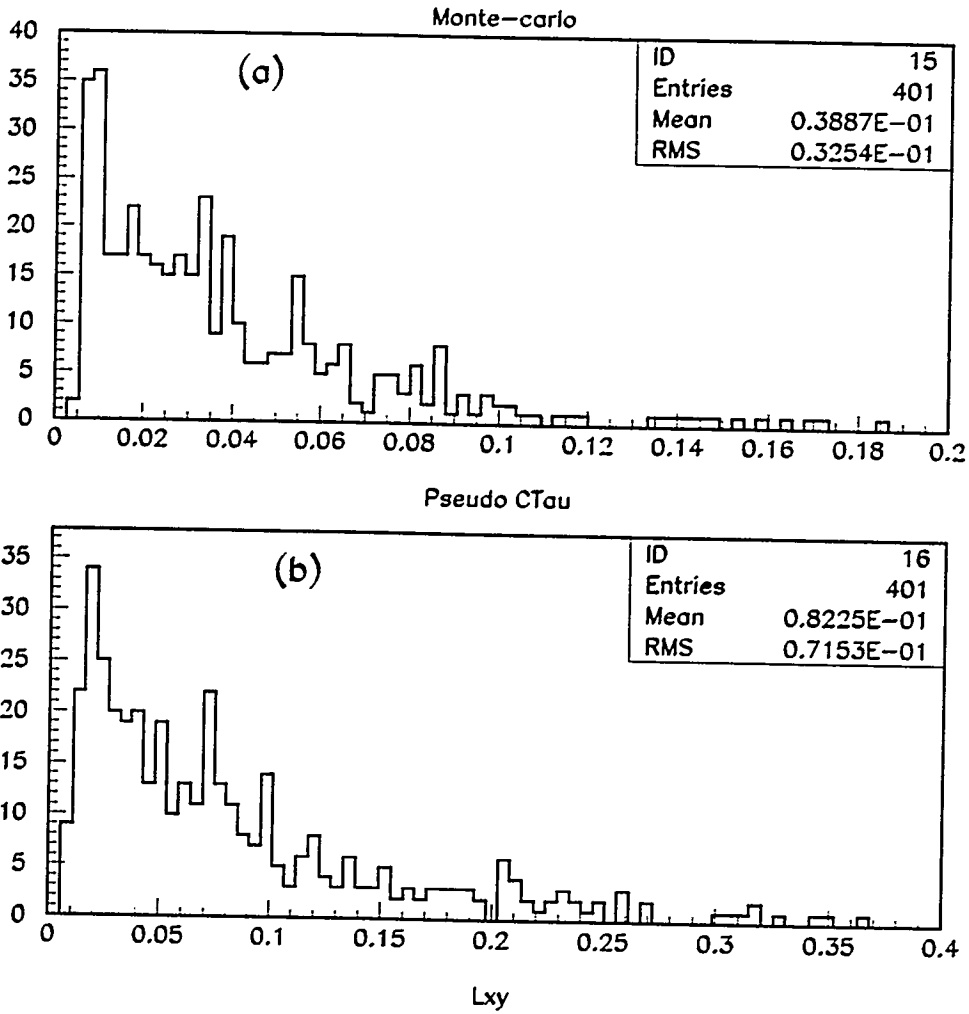 Monte-carlo
40
35
30
25
20
15
10
5
0
(a)
ID 15
Entries 401
Mean 0.3887E-01
RMS 0.3254E-01
0 0.02 0.04 0.06 0.08 0.1 0.12 0.14 0.16 0.18 0.2
Pseudo CTau
35
30
25
20
15
10
5
0
(b)
ID 16
Entries 401
Mean 0.8225E-01
RMS 0.7153E-01
0 0.05 0.1 0.15 0.2 0.25 0.3 0.35 0.4
Lxy